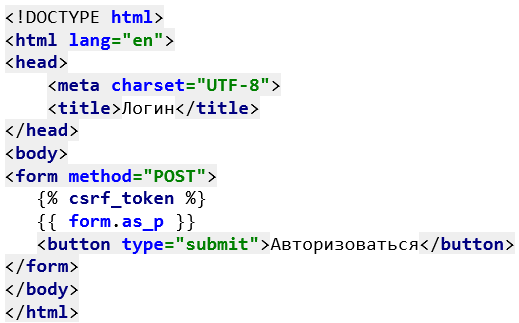 <!DOCTYPE html>
<html lang="en">
<head>
    <meta charset="UTF-8">
    <title>Логин</title>
</head>
<body>
<form method="POST">
   {% csrf_token %}
   {{ form.as_p }}
   <button type="submit">Авторизоваться</button>
</form>
</body>
</html>